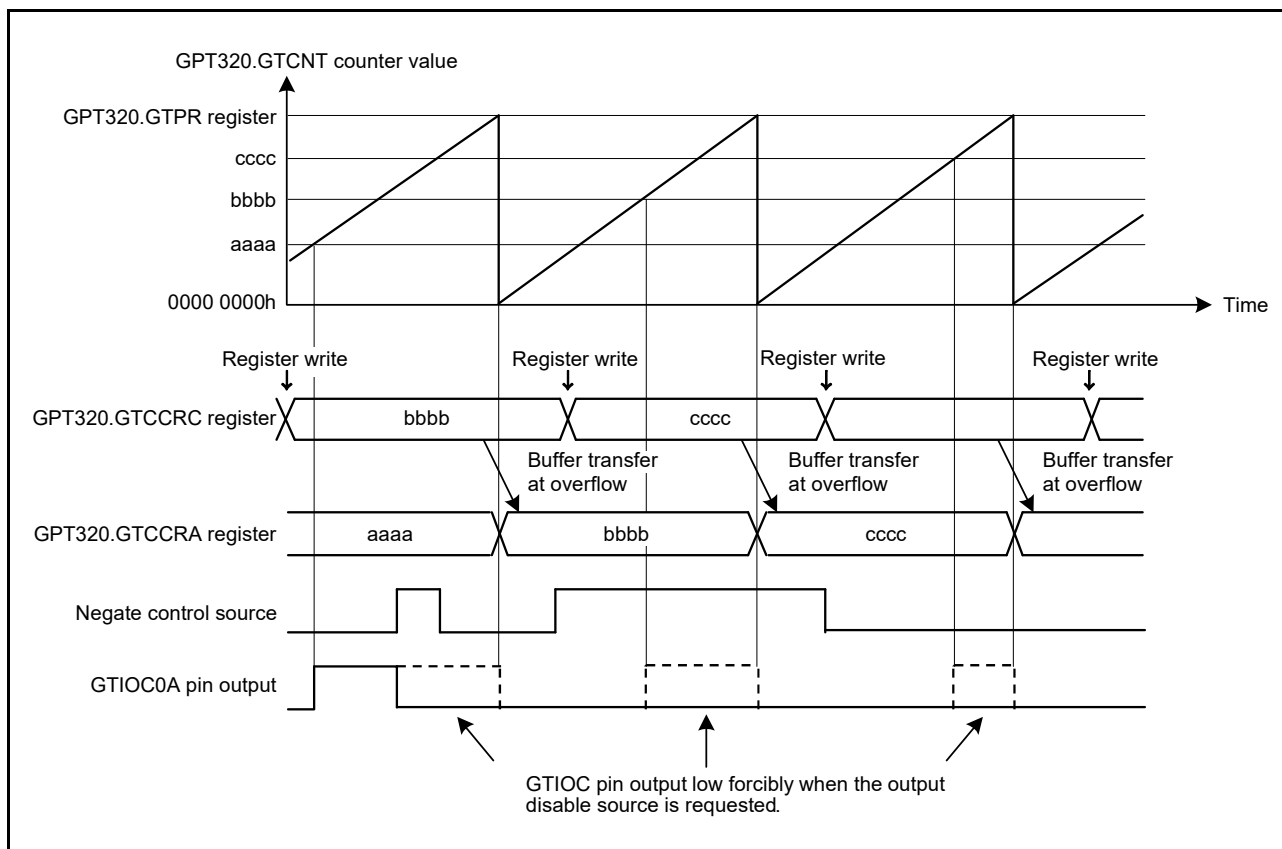 GPT320.GTCNT counter value
GPT320.GTPR register
cccc
bbbb
aaaa
0000 0000h
Time
Register write
Register write
Register write
Register write
GPT320.GTCCRC register
bbbb
cccc
Buffer transfer
at overflow
Buffer transfer
at overflow
Buffer transfer
at overflow
GPT320.GTCCRA register
aaaa
bbbb
cccc
Negate control source
GTIOC0A pin output
GTIOC pin output low forcibly when the output
disable source is requested.